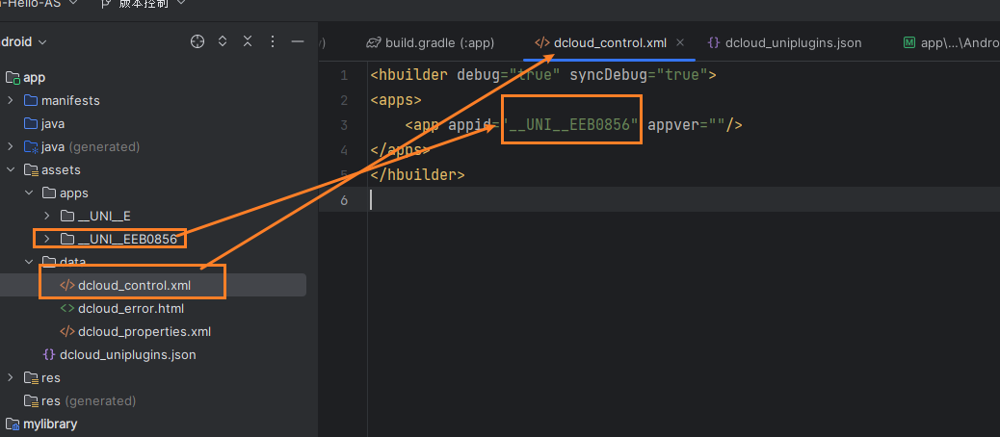 -Hello-AS 版本控制
ndroid
build.gradle (:app) dcloud_control.xml dcloud_uniplugins.json app\...\Andro
app
manifests
java
java (generated)
assets
apps
__UNI__E
__UNI__EEB0856
data
dcloud_control.xml
dcloud_error.html
dcloud_properties.xml
dcloud_uniplugins.json
res
res (generated)
mylibrary
1 <hbuilder debug="true" syncDebug="true">
2 <apps>
3 <app appid="__UNI__EEB0856" appver=""/>
4 </apps>
5 </hbuilder>
6